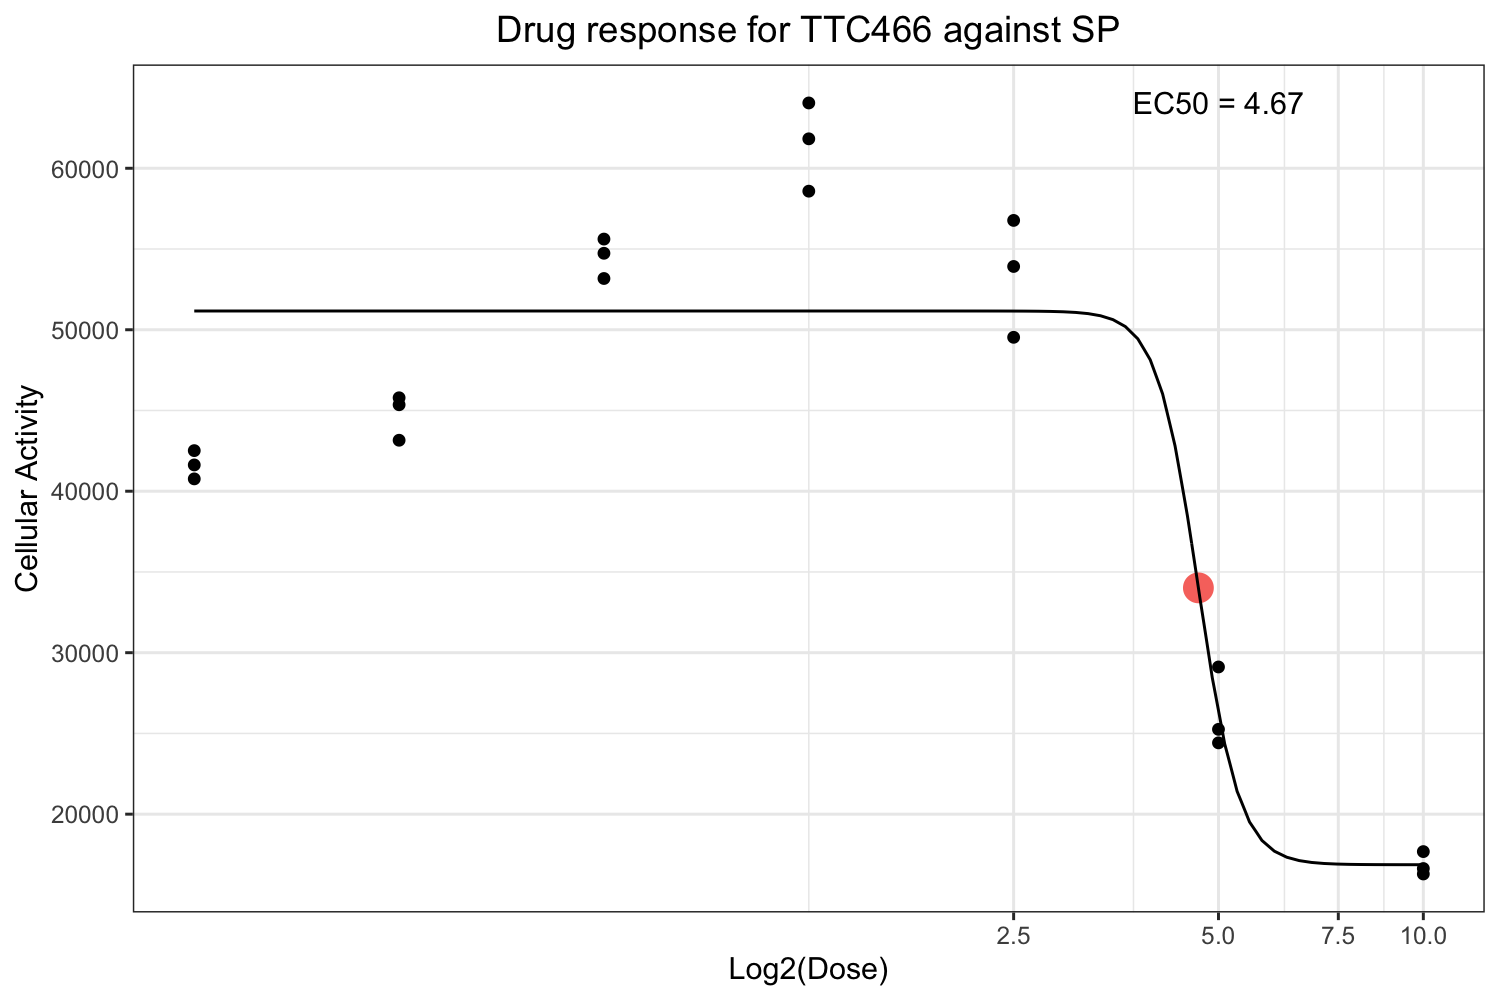 Drug response for TTC466 against SP
EC50 = 4.67
60000
50000
40000
30000
20000
Cellular Activity
2.5 5.0 7.5 10.0
Log2(Dose)